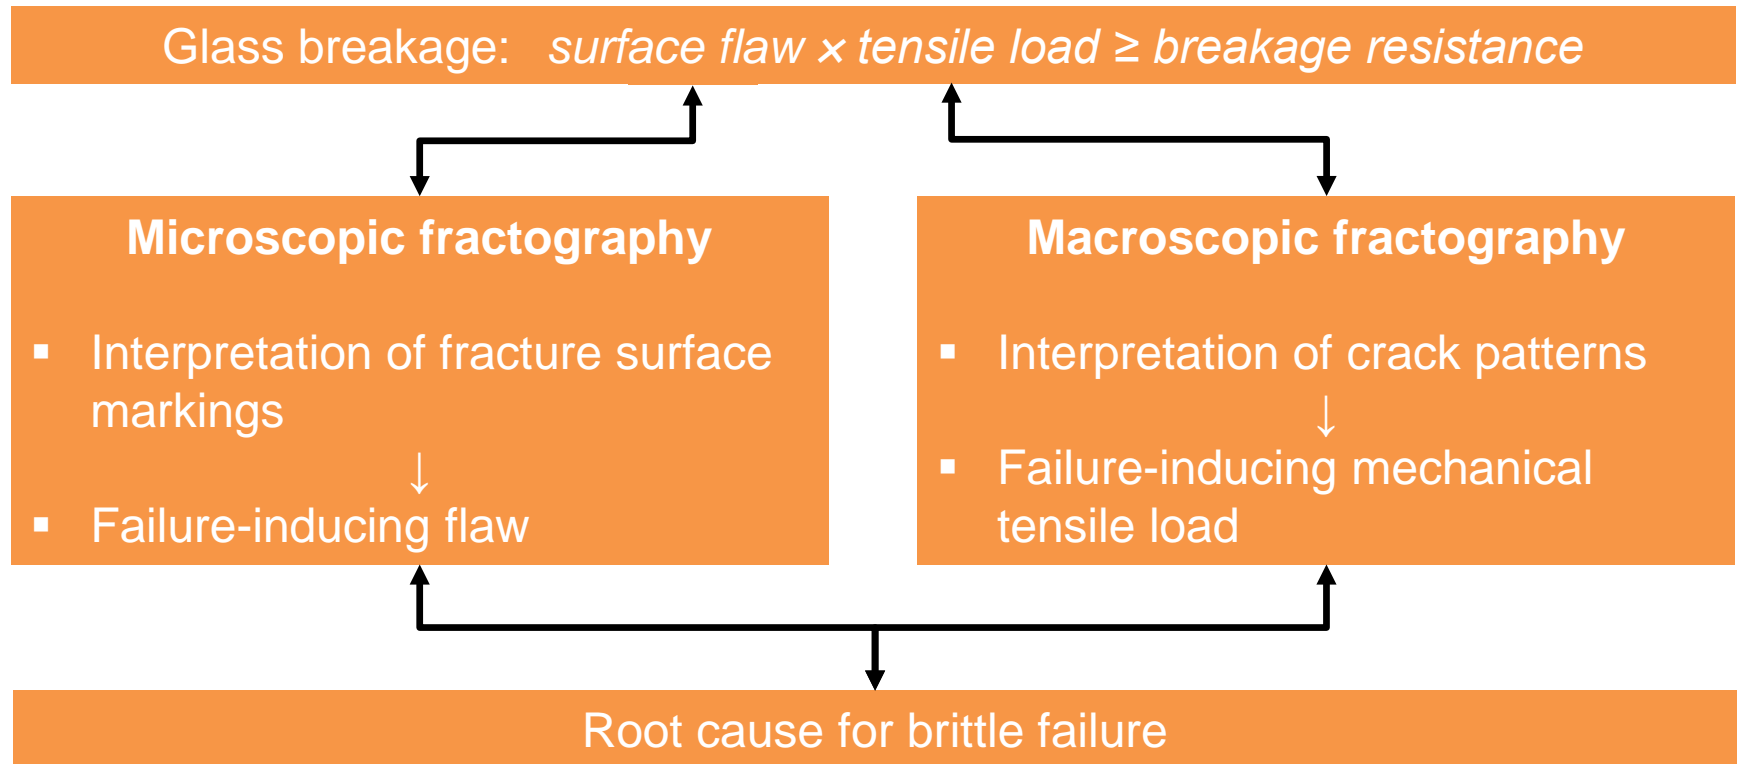 Glass breakage: surface flaw × tensile load ≥ breakage resistance
Microscopic fractography
▪ Interpretation of fracture surface
markings
↓
▪ Failure-inducing flaw
Macroscopic fractography
▪ Interpretation of crack patterns
↓
▪ Failure-inducing mechanical
tensile load
Root cause for brittle failure